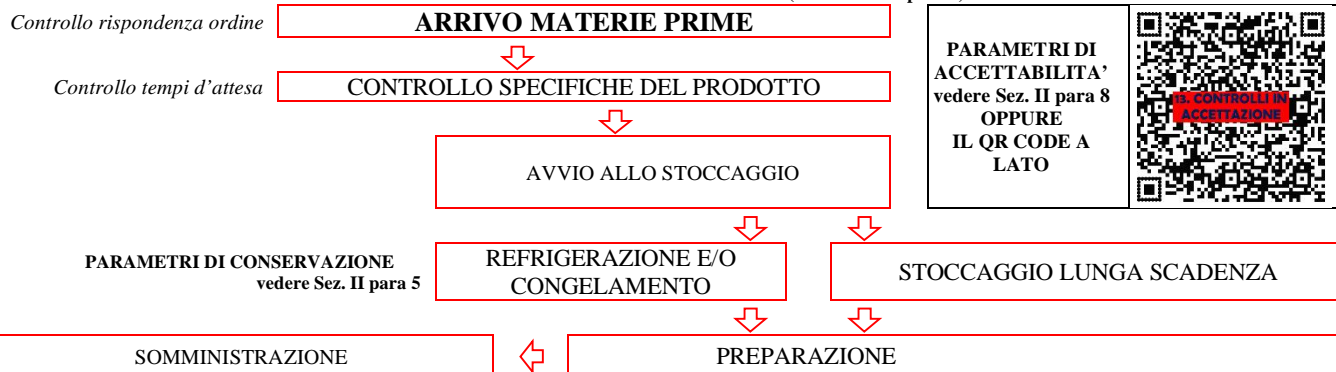 Controllo rispondenza ordine
ARRIVO MATERIE PRIME
Controllo tempi d'attesa
CONTROLLO SPECIFICHE DEL PRODOTTO
PARAMETRI DI
ACCETTABILITA'
vedere Sez. II para 8
OPPURE
IL QR CODE A
LATO
13. CONTROLLI IN
ACCETTAZIONE
AVVIO ALLO STOCCAGGIO
PARAMETRI DI CONSERVAZIONE
vedere Sez. II para 5
REFRIGERAZIONE E/O
CONGELAMENTO
STOCCAGGIO LUNGA SCADENZA
SOMMINISTRAZIONE
PREPARAZIONE